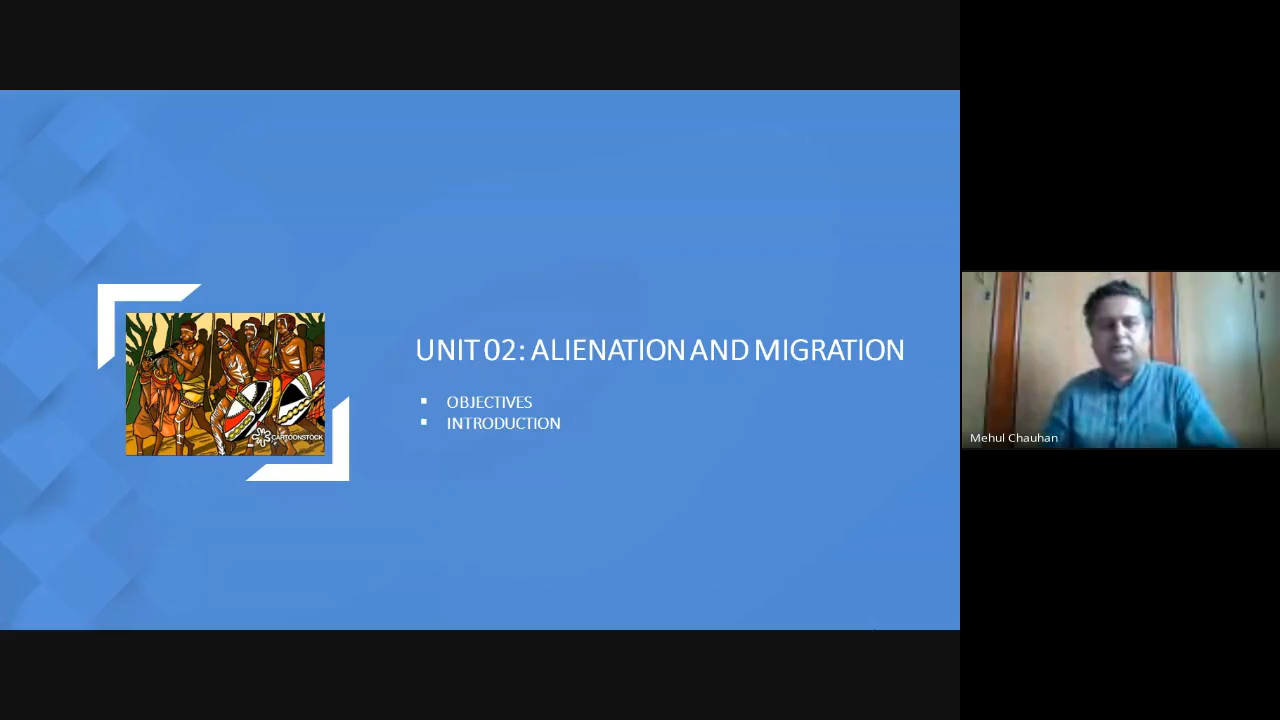 UNIT 02: ALIENATION AND MIGRATION
▪ OBJECTIVES
▪ INTRODUCTION
CARTOONSTOCK
Mehul Chauhan